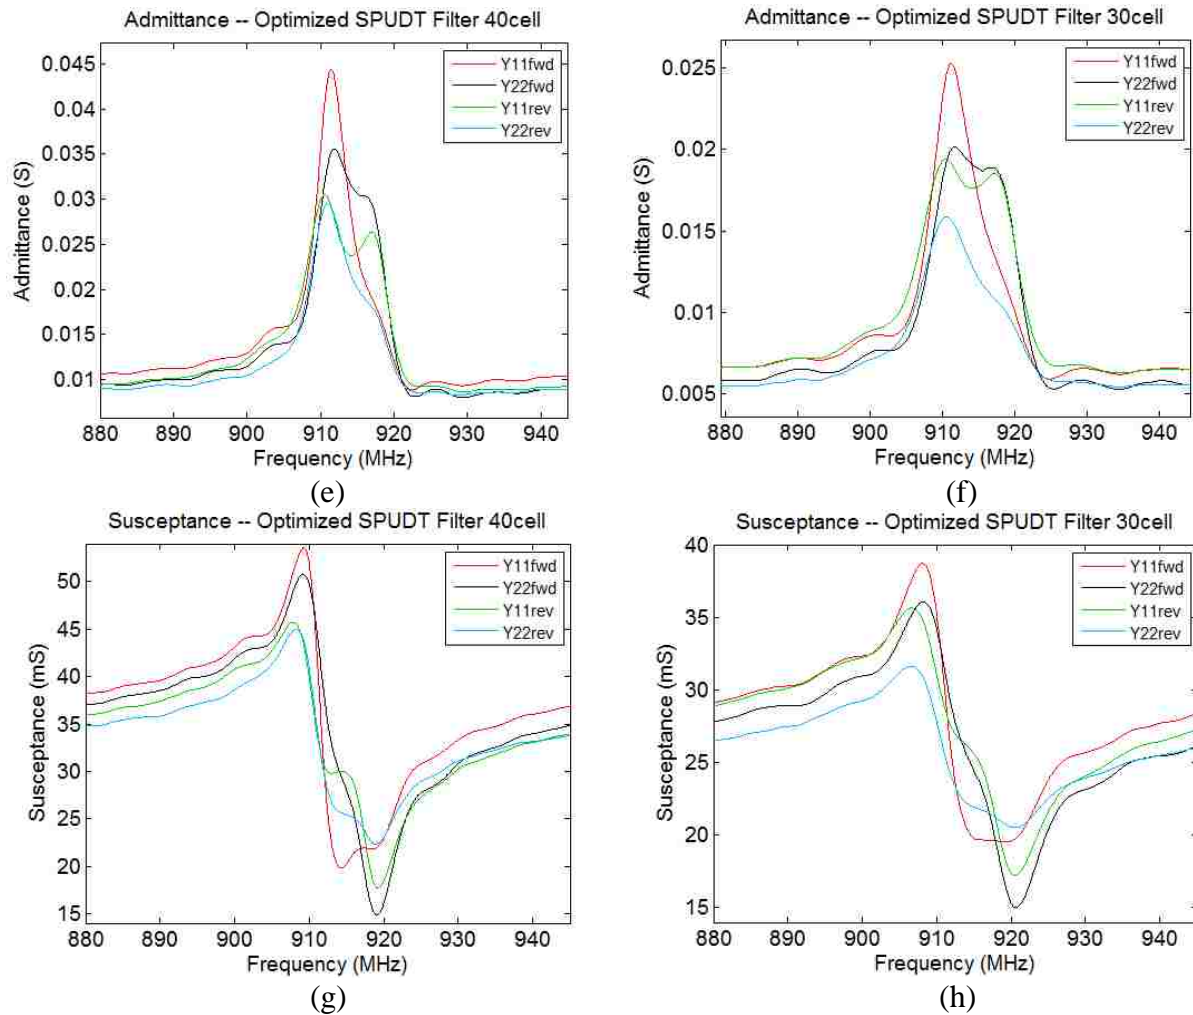 Admittance -- Optimized SPUDT Filter 40cell
Admittance (S)
0.045
0.04
0.035
0.03
0.025
0.02
0.015
0.01
Y11fwd
Y22fwd
Y11rev
Y22rev
880 890 900 910 920 930 940
Frequency (MHz)
(e)
Admittance -- Optimized SPUDT Filter 30cell
Admittance (S)
0.025
0.02
0.015
0.01
0.005
Y11fwd
Y22fwd
Y11rev
Y22rev
880 890 900 910 920 930 940
Frequency (MHz)
(f)
Susceptance -- Optimized SPUDT Filter 40cell
Susceptance (mS)
50
45
40
35
30
25
20
15
Y11fwd
Y22fwd
Y11rev
Y22rev
880 890 900 910 920 930 940
Frequency (MHz)
(g)
Susceptance -- Optimized SPUDT Filter 30cell
Susceptance (mS)
40
35
30
25
20
15
Y11fwd
Y22fwd
Y11rev
Y22rev
880 890 900 910 920 930 940
Frequency (MHz)
(h)